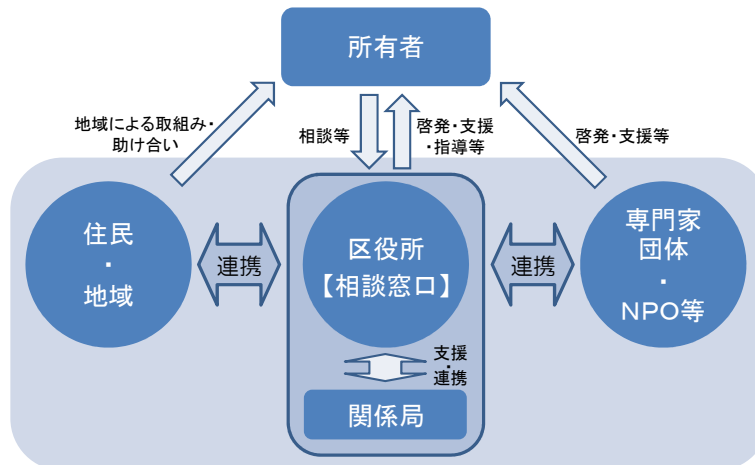 所有者
地域による取組み・
助け合い
相談等
啓発・支援
・指導等
啓発・支援等
住民
・
地域
連携
区役所
【相談窓口】
連携
専門家
団体
・
NPO等
支援
・
連携
関係局